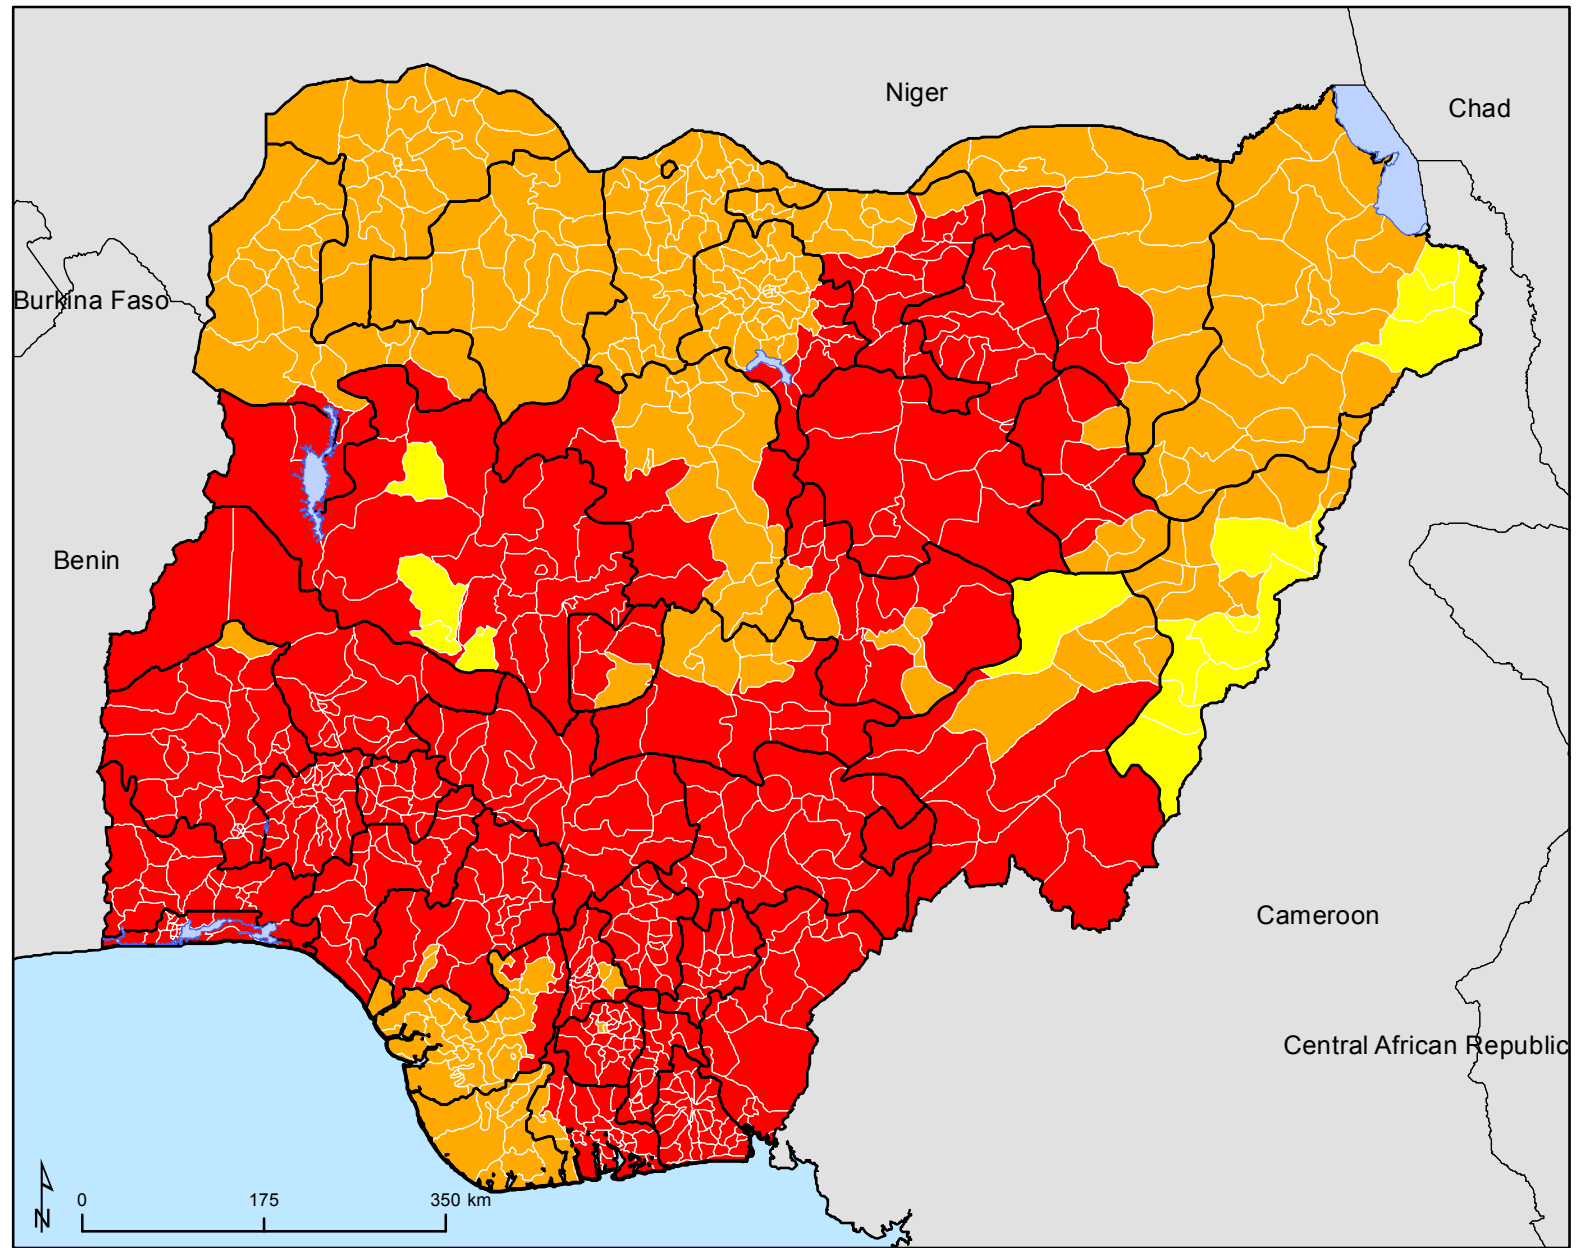 Niger
Chad
Burkina Faso
Benin
Cameroon
Central African Republic
N
0 175 350 km